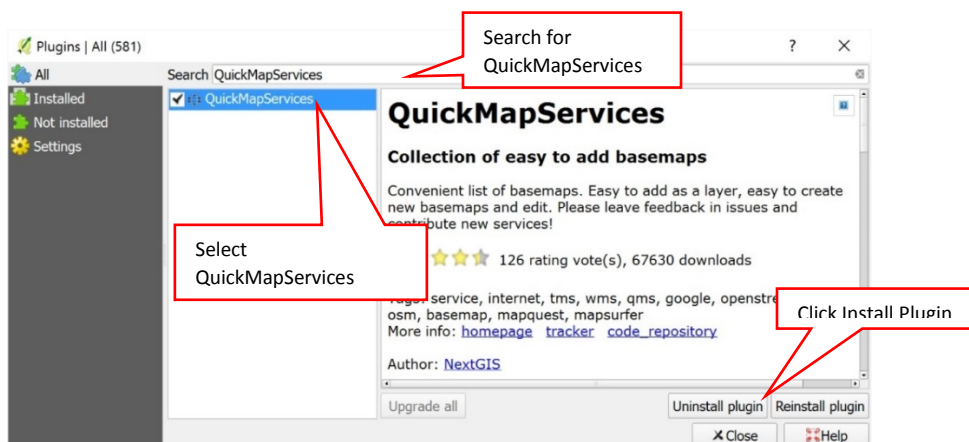 Search for
QuickMapServices
Plugins | All (581)
?
All
Search QuickMapServices
Installed
QuickMapServices
Not installed
Settings
QuickMapServices
Collection of easy to add basemaps
Convenient list of basemaps. Easy to add as a layer, easy to create
new basemaps and edit. Please leave feedback in issues and
contribute new services!
Select
QuickMapServices
126 rating vote(s), 67630 downloads
Tags: service, internet, tms, wms, qms, google,
osm, basemap, mapquest, mapsurfer
Click Install Plugin
More info: homepage tracker code_repository
Author: NextGIS
Upgrade all
Uninstall plugin
Reinstall plugin
Close
Help